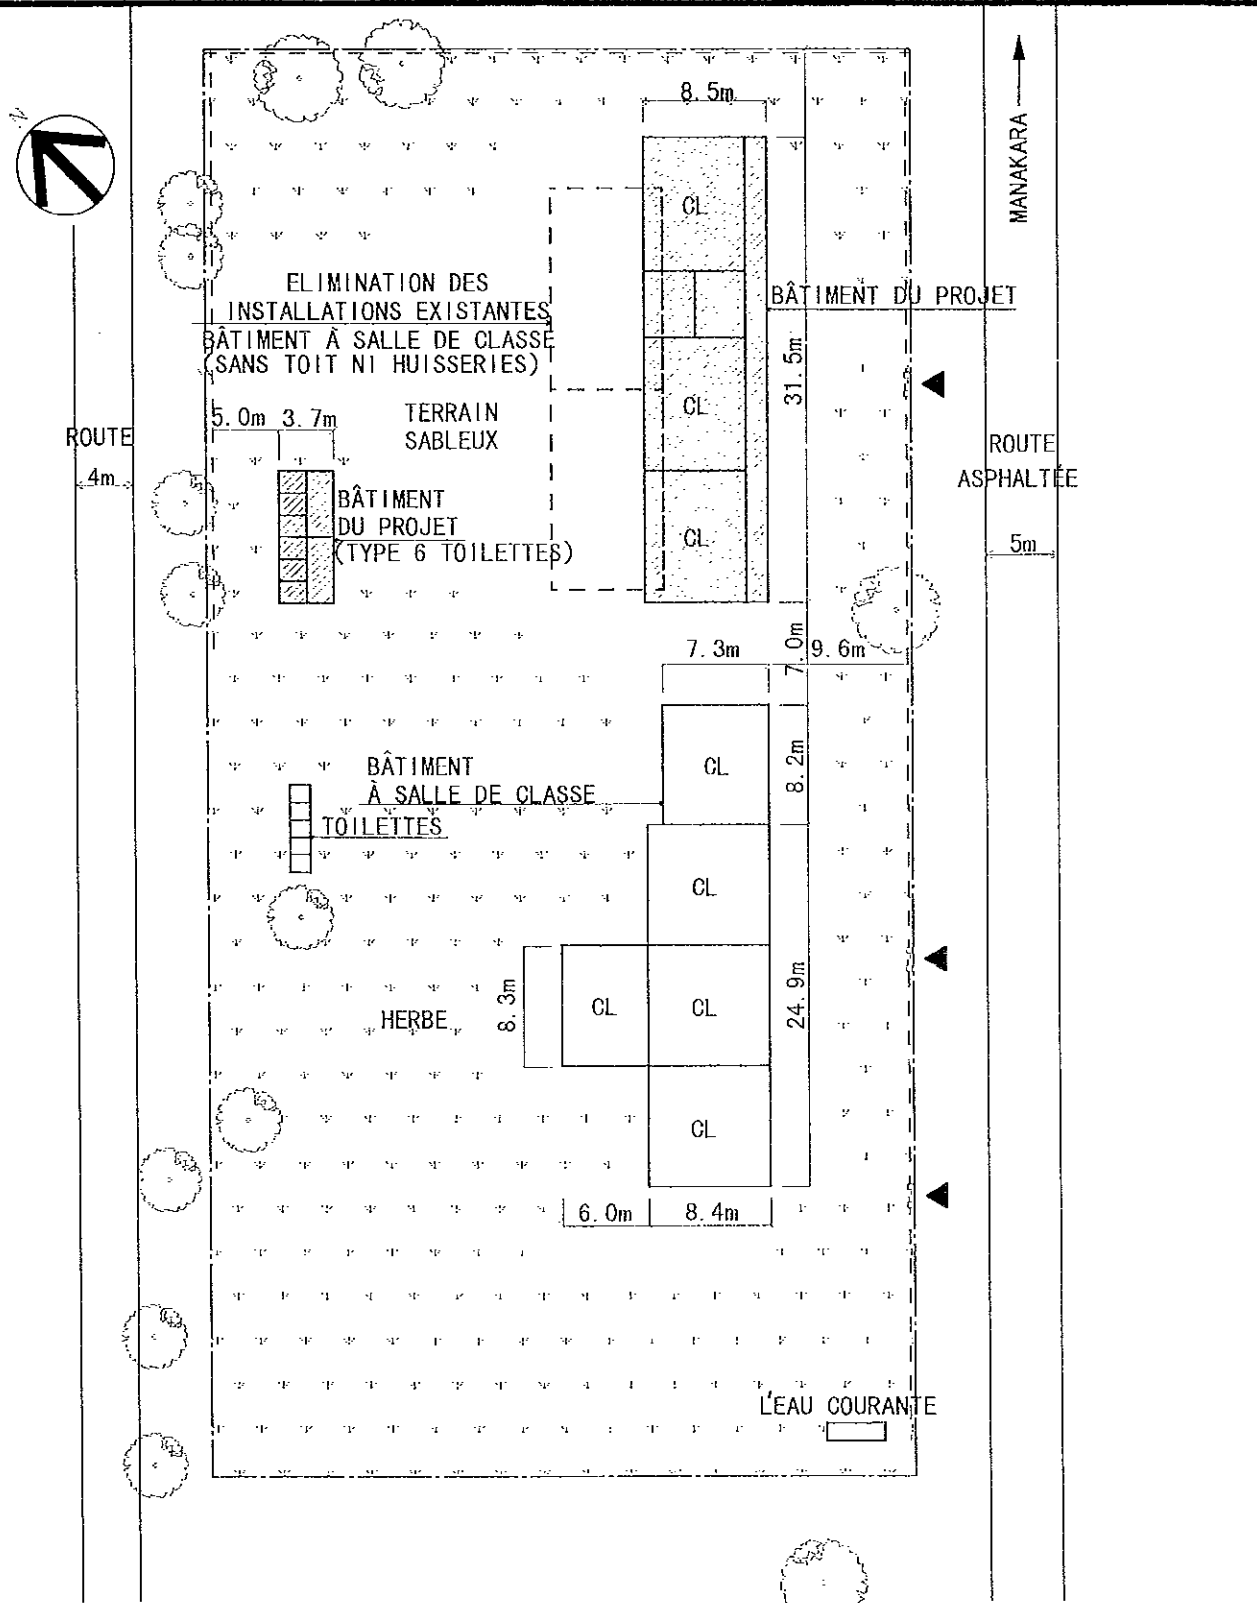 N
8.5m
MANAKARA
CL
ELIMINATION DES
INSTALLATIONS EXISTANTES
BÂTIMENT À SALLE DE CLASSE
(SANS TOIT NI HUISSERIES)
BÂTIMENT DU PROJET
31.5m
5.0m 3.7m
TERRAIN
SABLEUX
CL
ROUTE
4m
ROUTE
ASPHALTÉE
5m
BÂTIMENT
DU PROJET
(TYPE 6 TOILETTES)
CL
7.3m
7.0m
9.6m
BÂTIMENT
À SALLE DE CLASSE
CL
8.2m
TOILETTES
CL
8.3m
CL
CL
24.9m
HERBE
CL
6.0m
8.4m
L'EAU COURANTE